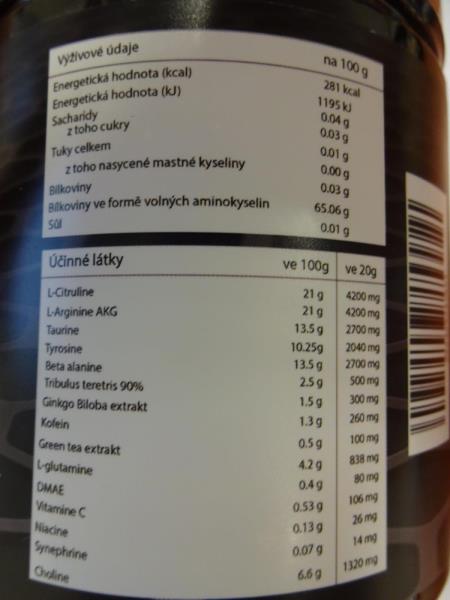 Výživové údaje na 100 g
Energetická hodnota (kcal) 281 kcal
Energetická hodnota (kJ) 1195 kJ
Sacharidy 0.04 g
z toho cukry 0.03 g
Tuky celkem 0.01 g
z toho nasycené mastné kyseliny 0.00 g
Bílkoviny 0.03 g
Bílkoviny ve formě volných aminokyselin 65.06 g
Sůl 0.01 g
Účinné látky ve 100g ve 20g
L-Citruline 21 g 4200 mg
L-Arginine AKG 21 g 4200 mg
Taurine 13.5 g 2700 mg
Tyrosine 10.25g 2040 mg
Beta alanine 13.5 g 2700 mg
Tribulus teretris 90% 2.5 g 500 mg
Ginkgo Biloba extrakt 1.5 g 300 mg
Kofein 1.3 g 260 mg
Green tea extrakt 0.5 g 100 mg
L-glutamine 4.2 g 838 mg
DMAE 0.4 g 80 mg
Vitamine C 0.53 g 106 mg
Niacine 0.13 g 26 mg
Synephrine 0.07 g 14 mg
Choline 6.6 g 1320 mg